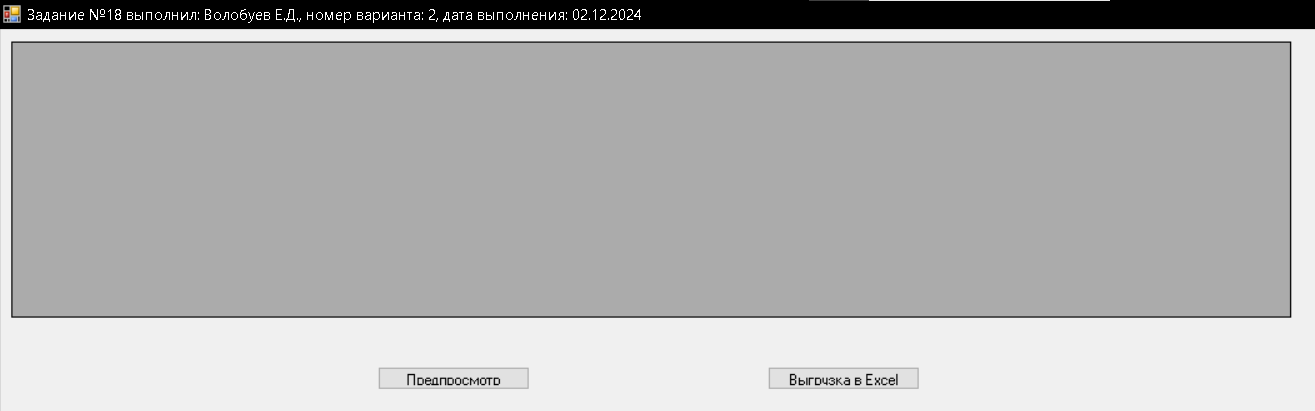 Задание №18 выполнил: Волобуев Е.Д., номер варианта: 2, дата выполнения: 02.12.2024
Предпросмотр
Выгрузка в Excel